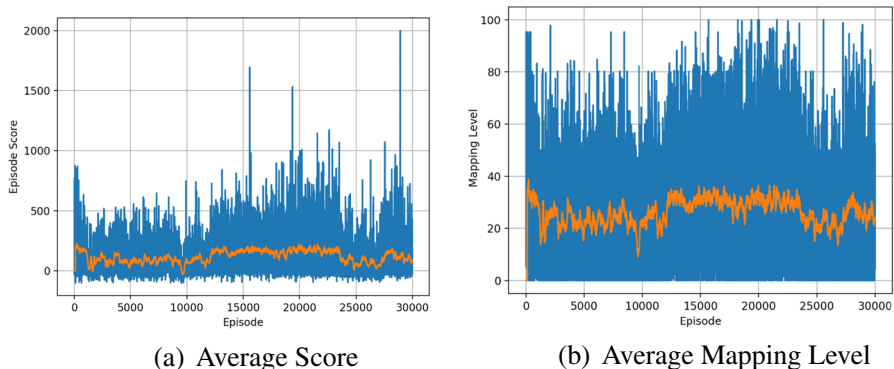 2000
1500
1000
500
0
Episode Score
0 5000 10000 15000 20000 25000 30000
Episode
(a) Average Score
100
80
60
40
20
0
Mapping Level
0 5000 10000 15000 20000 25000 30000
Episode
(b) Average Mapping Level